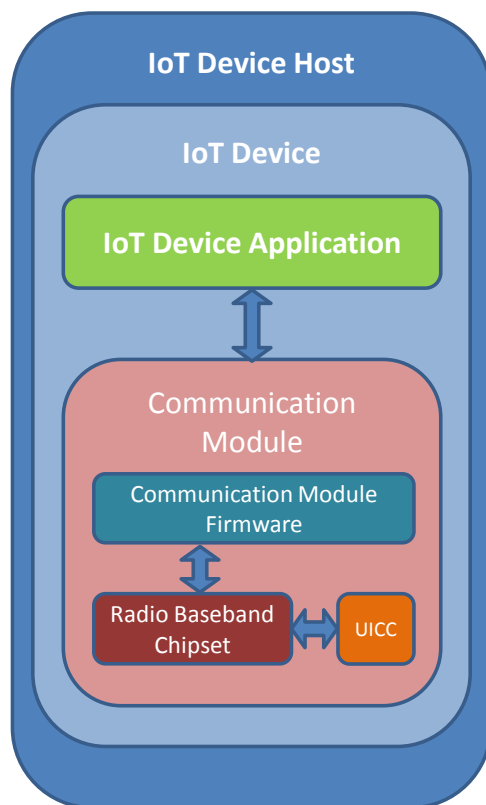 IoT Device Host
IoT Device
IoT Device Application
Communication
Module
Communication Module
Firmware
Radio Baseband
Chipset
UICC